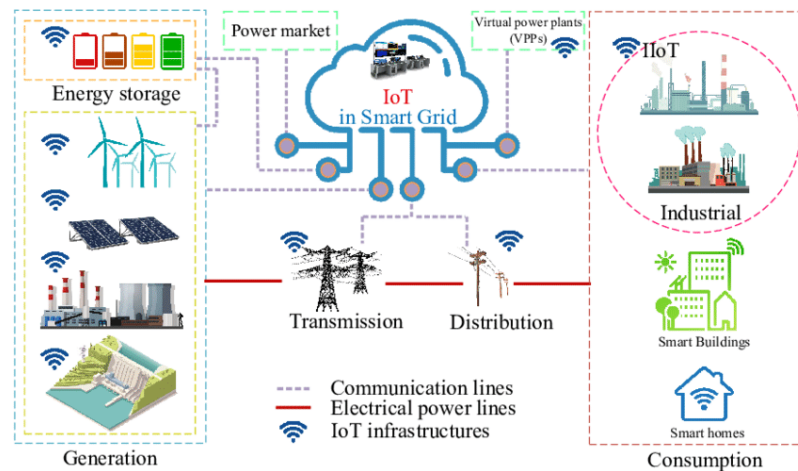 Power market
Virtual power plants
(VPPs)
IIoT
Energy storage
IoT
in Smart Grid
Industrial
Transmission
Distribution
Smart Buildings
Communication lines
Electrical power lines
IoT infrastructures
Smart homes
Generation
Consumption